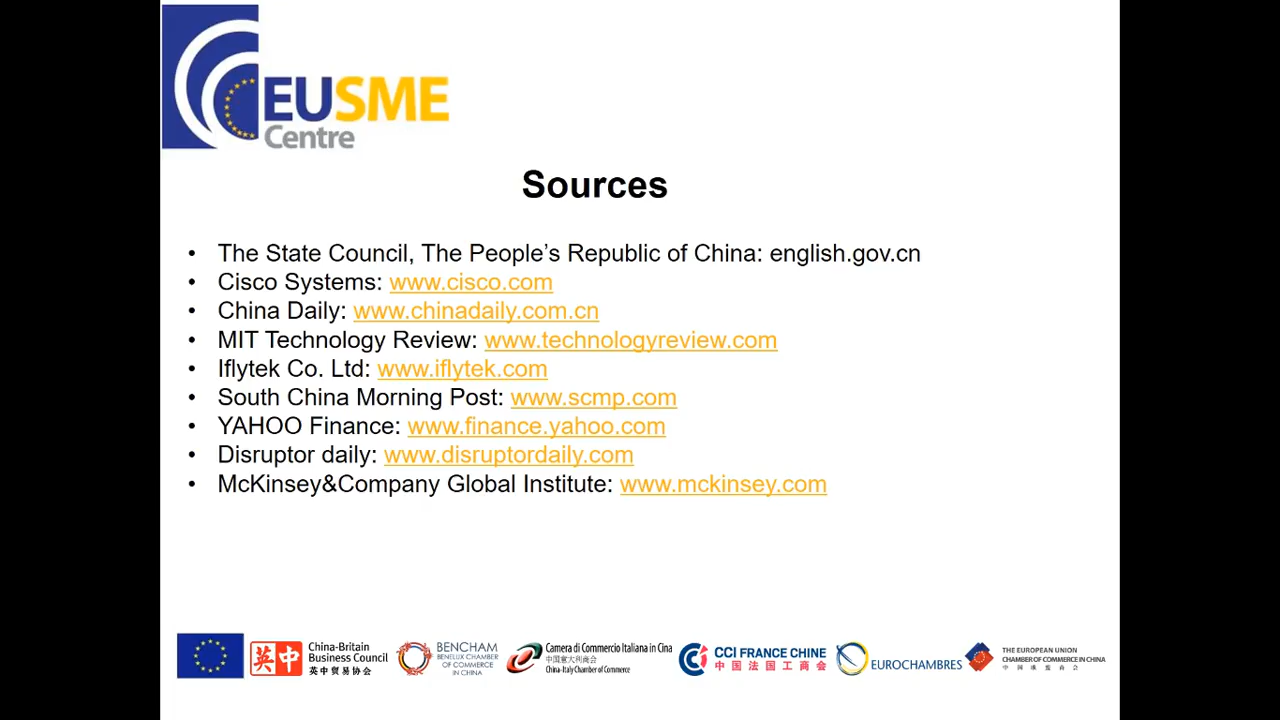 EUSME
Centre
Sources
• The State Council, The People’s Republic of China: english.gov.cn
• Cisco Systems: www.cisco.com
• China Daily: www.chinadaily.com.cn
• MIT Technology Review: www.technologyreview.com
• Iflytek Co. Ltd: www.iflytek.com
• South China Morning Post: www.scmp.com
• YAHOO Finance: www.finance.yahoo.com
• Disruptor daily: www.disruptordaily.com
• McKinsey&Company Global Institute: www.mckinsey.com
英中
China-Britain
Business Council
英中贸易协会
BENCHAM
BENELUX CHAMBER
OF COMMERCE
IN CHINA
Camera di Commercio Italiana in Cina
中国意大利商会
China-Italy Chamber of Commerce
CCI FRANCE CHINE
中国法国工商会
EUROCHAMBRES
THE EUROPEAN UNION
CHAMBER OF COMMERCE IN CHINA
中国欧盟商会